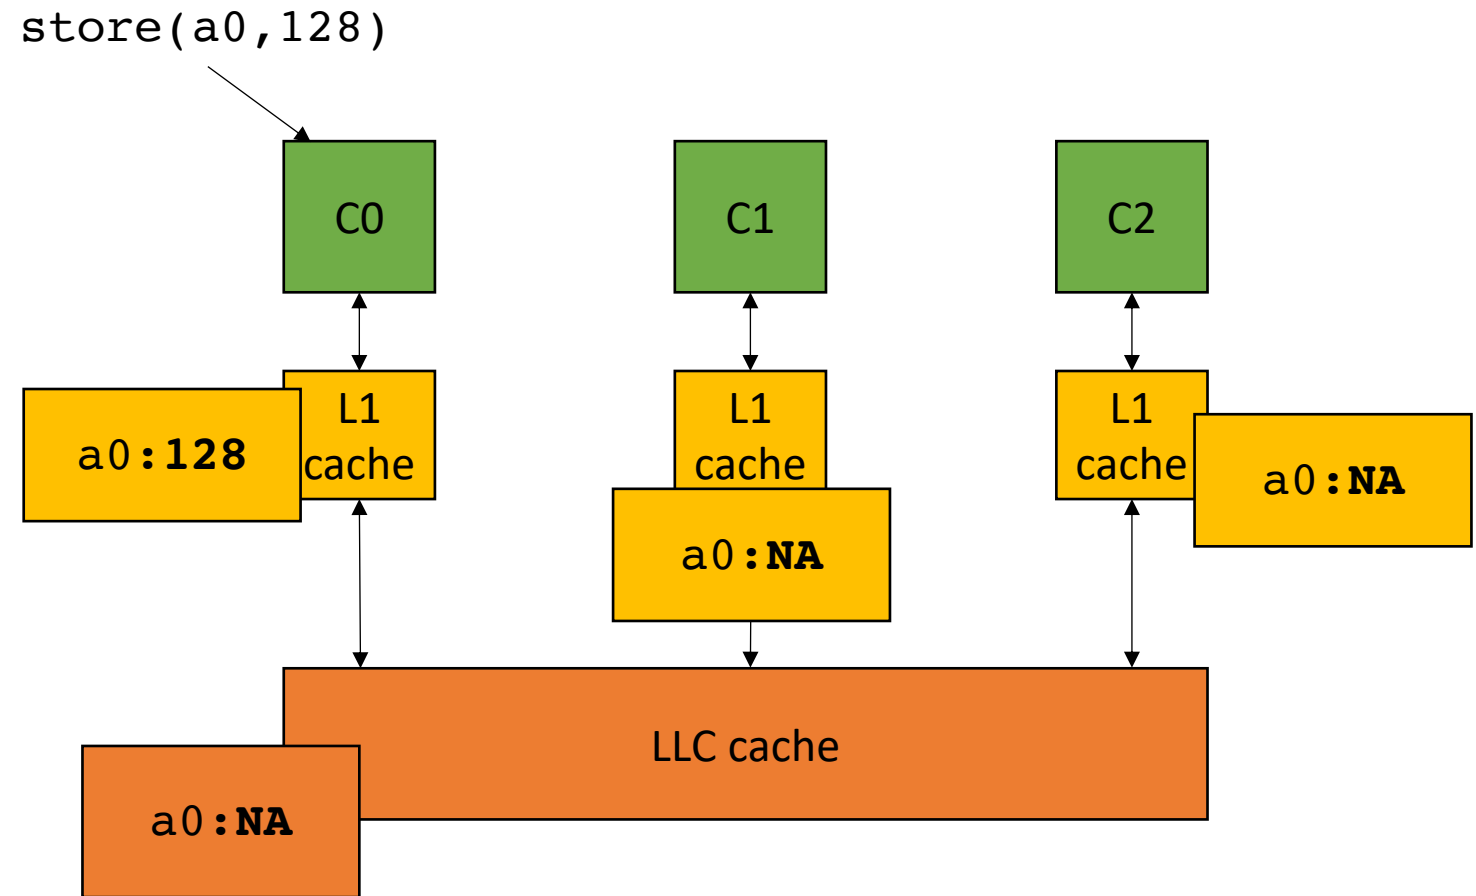 store(a0,128)
C0
C1
C2
L1
cache
L1
cache
L1
cache
a0:128
a0:NA
a0:NA
LLC cache
a0:NA